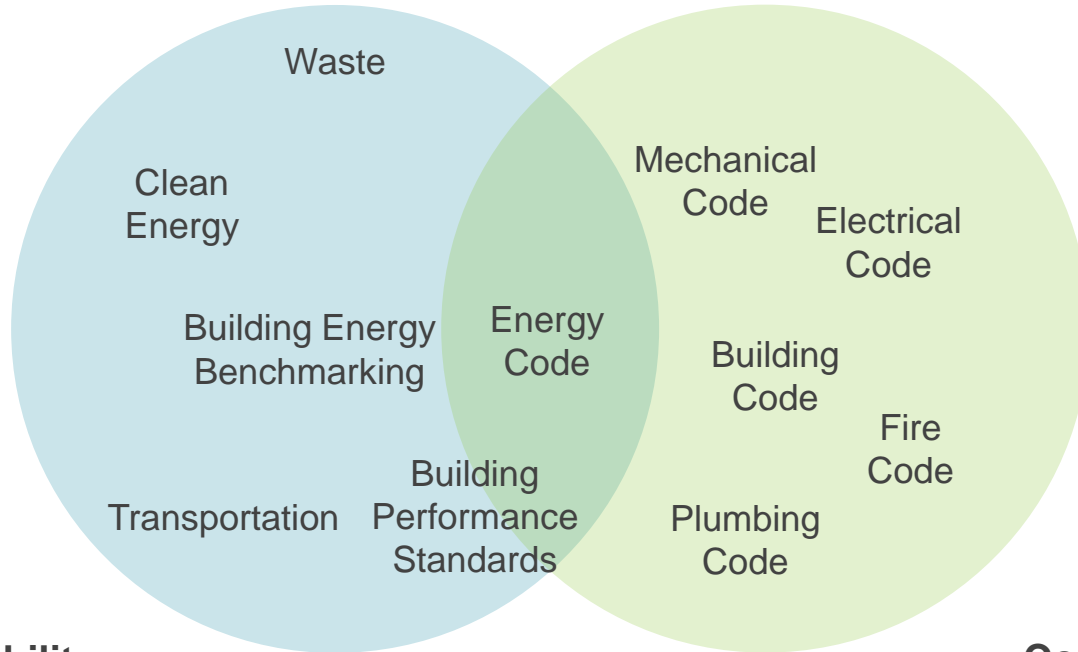 Waste
Clean
Energy
Mechanical
Code
Electrical
Code
Building Energy
Benchmarking
Energy
Code
Building
Code
Fire
Code
Transportation
Building
Performance
Standards
Plumbing
Code